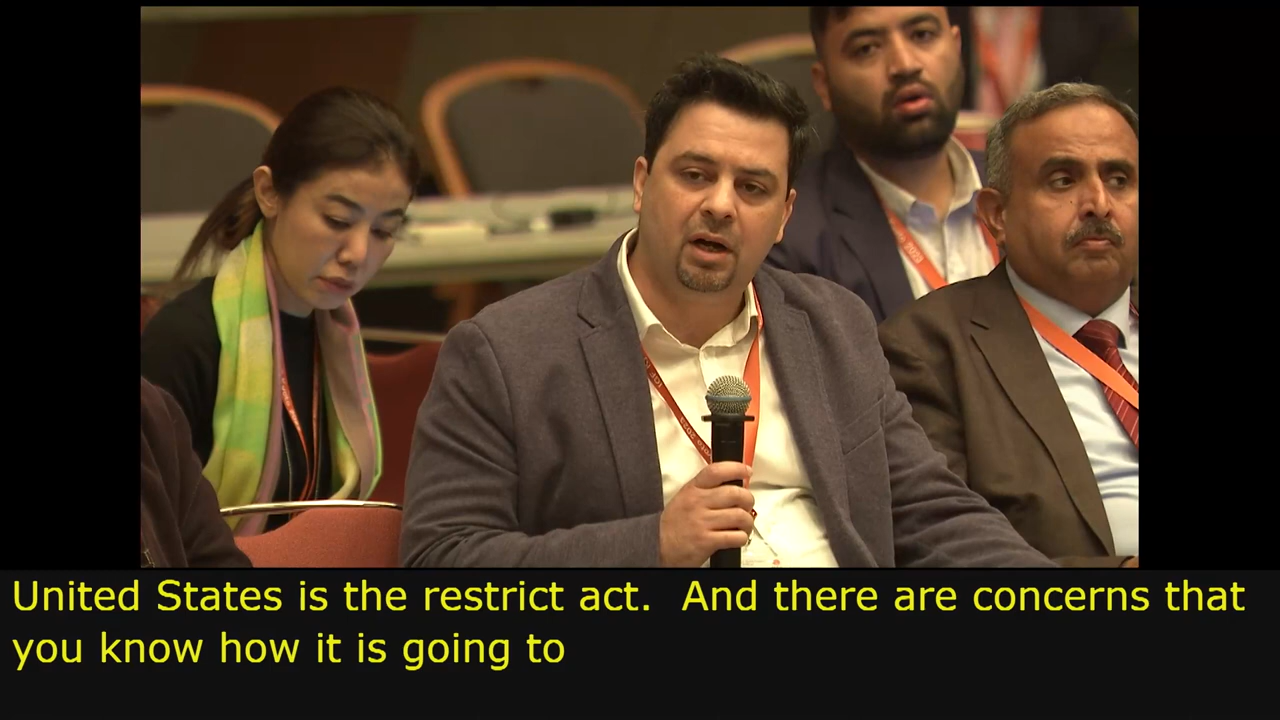 United States is the restrict act.  And there are concerns that
you know how it is going to